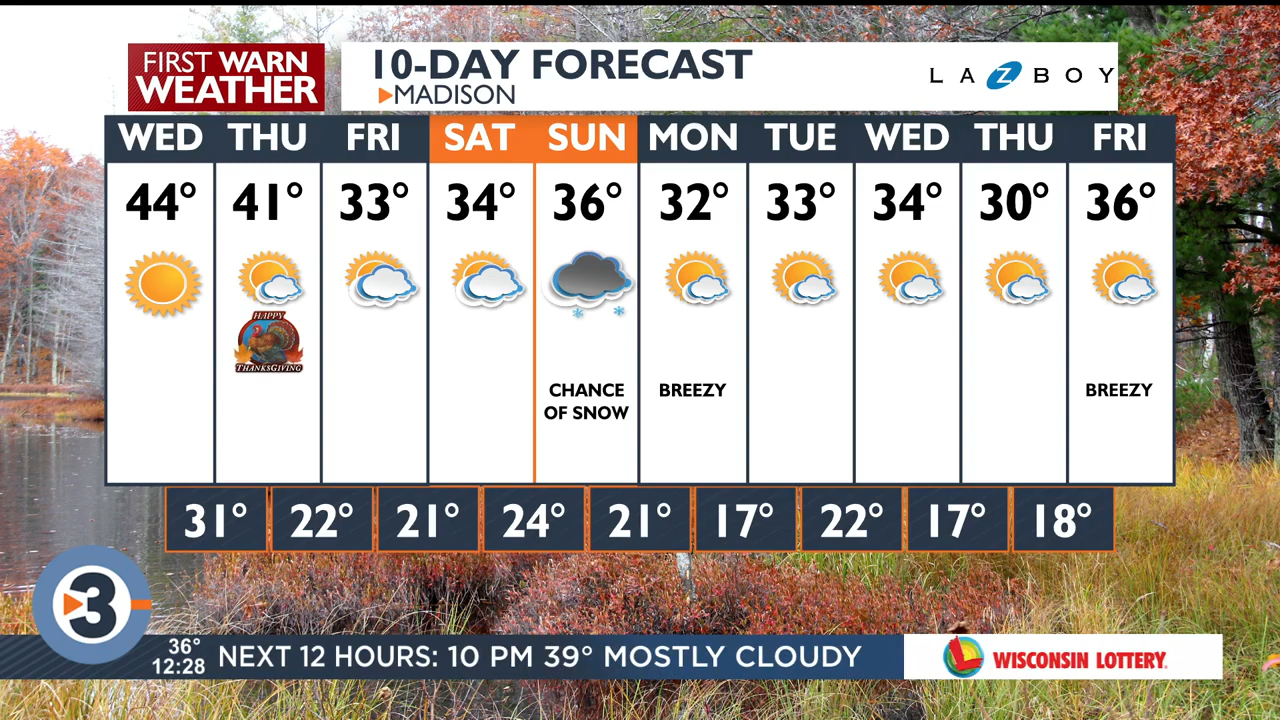 FIRST WARN
WEATHER
10-DAY FORECAST
MADISON
LA Z BOY
WED THU FRI SAT SUN MON TUE WED THU FRI
44° 41° 33° 34° 36° 32° 33° 34° 30° 36°
HAPPY
THANKSGIVING
CHANCE
OF SNOW
BREEZY
BREEZY
31° 22° 21° 24° 21° 17° 22° 17° 18°
3
36°
12:28
NEXT 12 HOURS: 10 PM 39° MOSTLY CLOUDY
WISCONSIN LOTTERY.